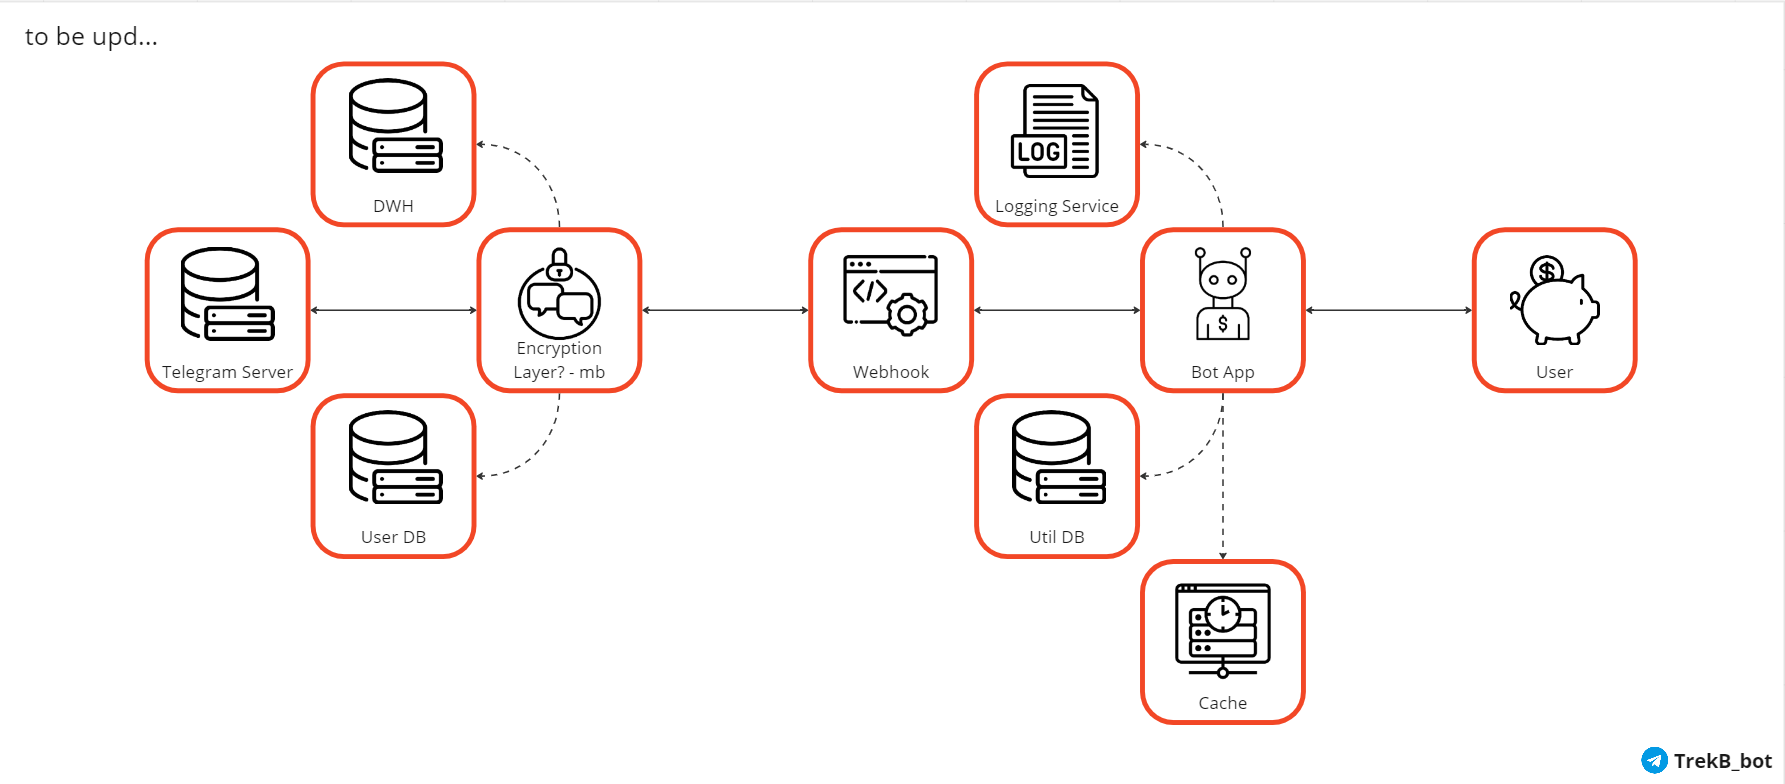 to be upd...
DWH
LOG
Logging Service
Telegram Server
Encryption
Layer? - mb
</>
Webhook
$
Bot App
$
User
User DB
Util DB
Cache
TrekB_bot